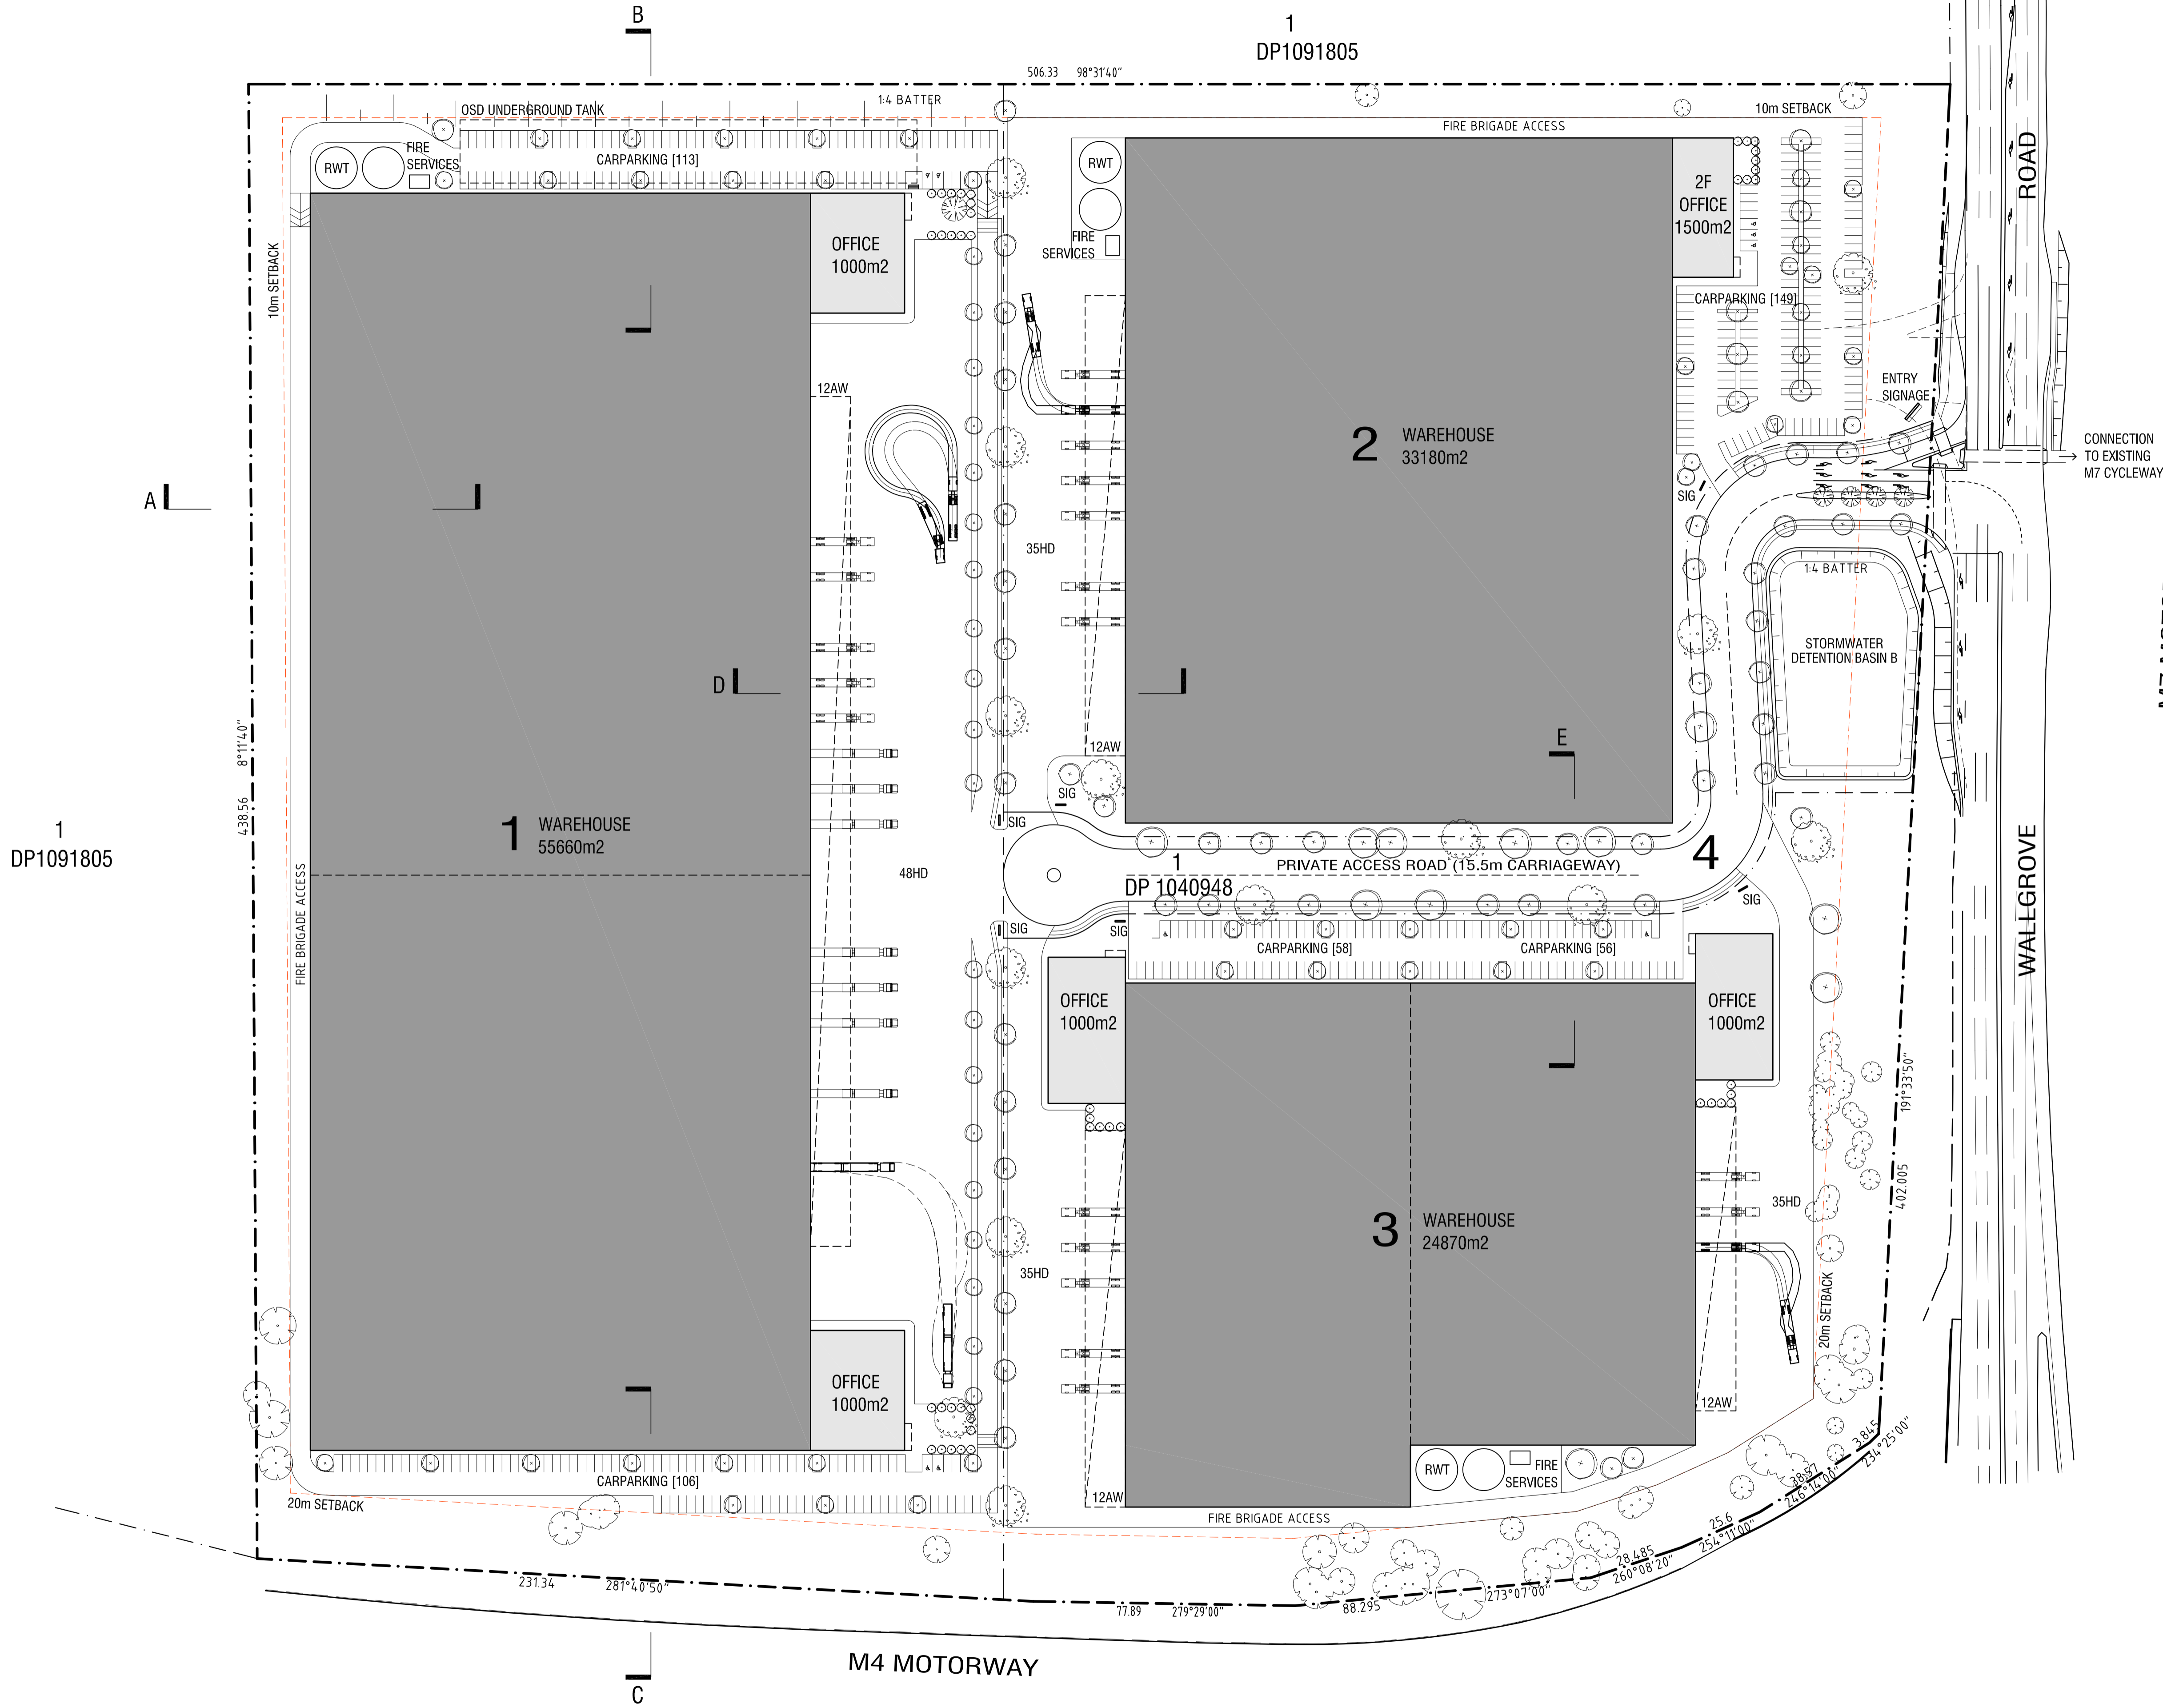 B
1
DP1091805
506.33 98°31'40"
OSD UNDERGROUND TANK
1:4 BATTER
10m SETBACK
FIRE BRIGADE ACCESS
ROAD
RWT
FIRE
SERVICES
CARPARKING [113]
RWT
2F
OFFICE
1500m2
OFFICE
1000m2
FIRE
SERVICES
10m SETBACK
CARPARKING [149]
12AW
ENTRY
SIGNAGE
2
WAREHOUSE
33180m2
CONNECTION
TO EXISTING
M7 CYCLEWAY
A
SIG
35HD
1:4 BATTER
STORMWATER
DETENTION BASIN B
D
12AW
E
438.56 8°11'40"
SIG
SIG
1
DP1091805
1
WAREHOUSE
55660m2
48HD
1
DP 1040948
PRIVATE ACCESS ROAD (15.5m CARRIAGEWAY)
4
SIG
FIRE BRIGADE ACCESS
SIG
SIG
CARPARKING [58]
CARPARKING [56]
WALLGROVE
OFFICE
1000m2
OFFICE
1000m2
191°33'50"
402.005
35HD
3
WAREHOUSE
24870m2
35HD
20m SETBACK
OFFICE
1000m2
12AW
3.845
234°25'00"
CARPARKING [106]
RWT
FIRE
SERVICES
38.57
246°14'00"
20m SETBACK
12AW
FIRE BRIGADE ACCESS
25.6
254°11'00"
28.485
260°08'20"
231.34 281°40'50"
77.89 279°29'00"
88.295 273°07'00"
M4 MOTORWAY
C